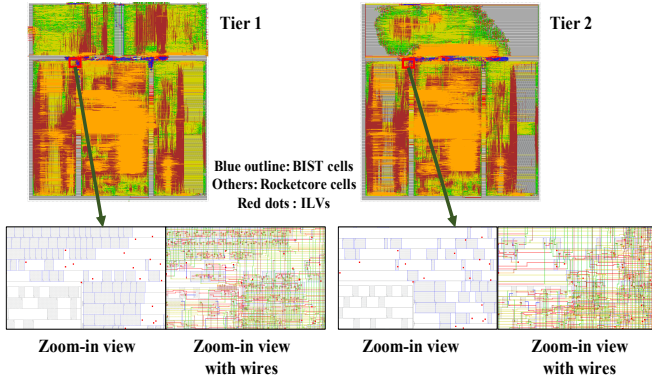 Tier 1
Tier 2
Blue outline: BIST cells
Others: Rocketcore cells
Red dots : ILVs
Zoom-in view
Zoom-in view
with wires
Zoom-in view
Zoom-in view
with wires